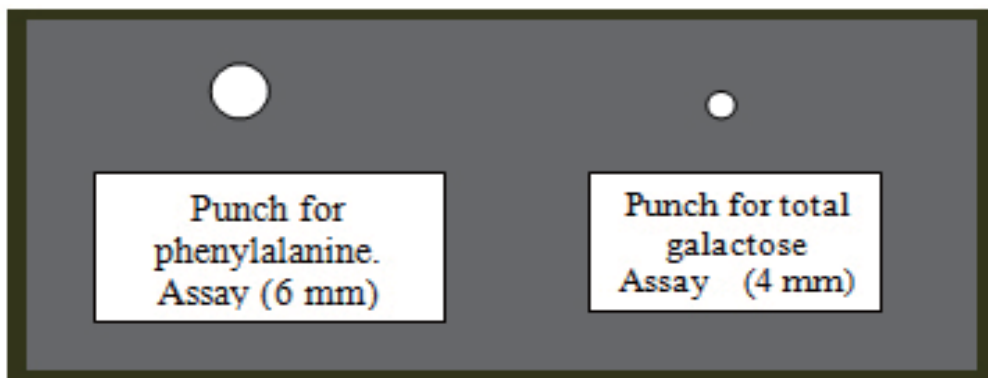 Punch for
phenylalanine.
Assay (6 mm)
Punch for total
galactose
Assay (4 mm)